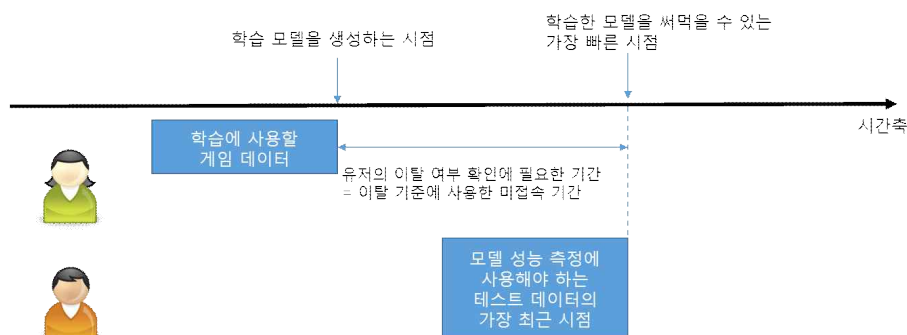 학습 모델을 생성하는 시점
학습한 모델을 써먹을 수 있는
가장 빠른 시점
시간축
학습에 사용할
게임 데이터
유저의 이탈 여부 확인에 필요한 기간
= 이탈 기준에 사용한 미접속 기간
모델 성능 측정에
사용해야 하는
테스트 데이터의
가장 최근 시점